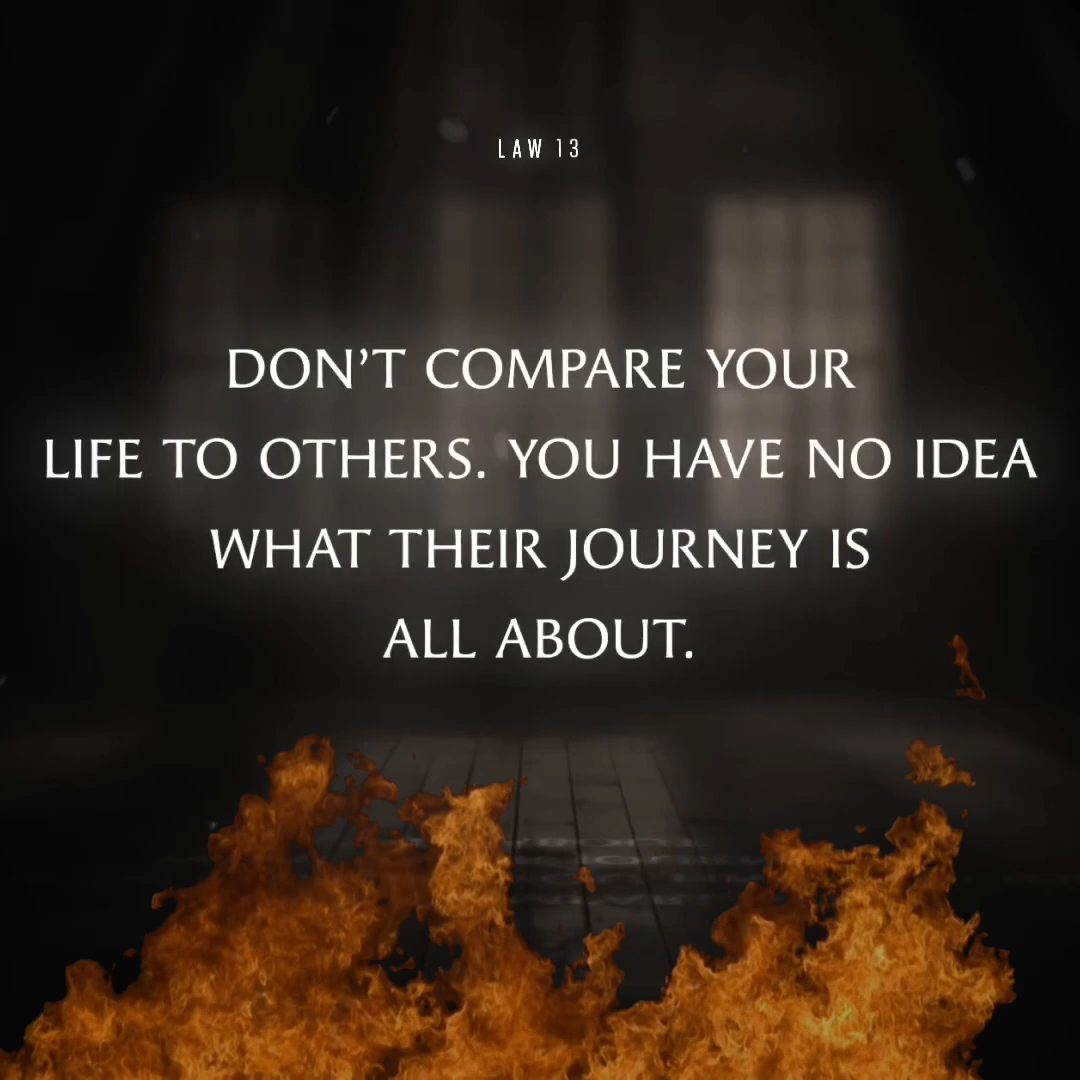 LAW 13
DON’T COMPARE YOUR
LIFE TO OTHERS. YOU HAVE NO IDEA
WHAT THEIR JOURNEY IS
ALL ABOUT.